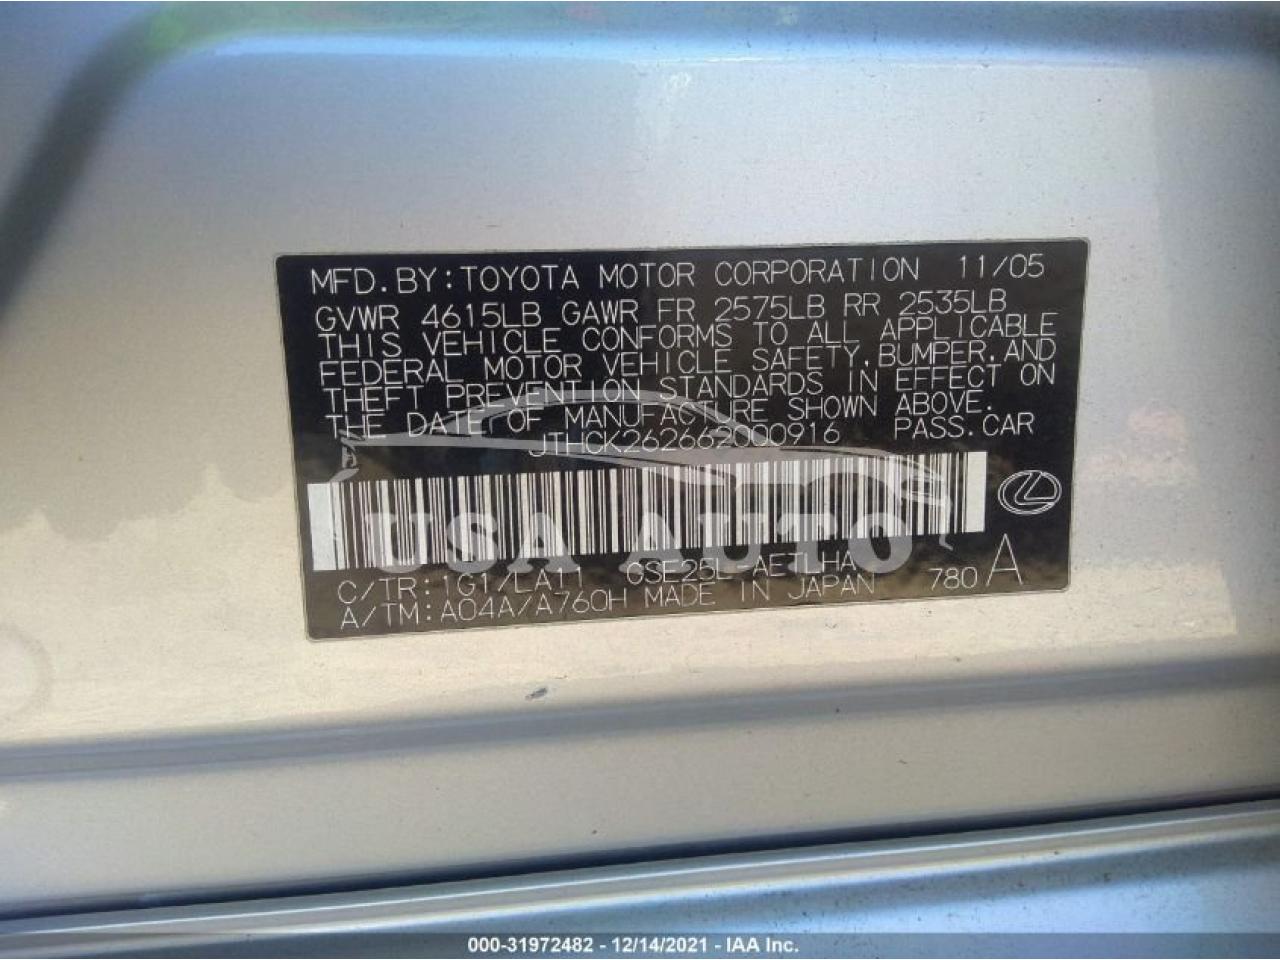 MFD.BY:TOYOTA MOTOR CORPORATION 11/05
GVWR 4615LB GAWR FR 2575LB RR 2535LB
THIS VEHICLE CONFORMS TO ALL APPLICABLE
FEDERAL MOTOR VEHICLE SAFETY,BUMPER,AND
THEFT PREVENTION STANDARDS IN EFFECT ON
THE DATE OF MANUFACTURE SHOWN ABOVE.
JTHCK262662000916 PASS.CAR
USA AUTO
C/TR:1G1/LA11 GSE25L-AETLHA
A/TM:A04A/A760H MADE IN JAPAN 780 A
000-31972482 - 12/14/2021 - IAA Inc.